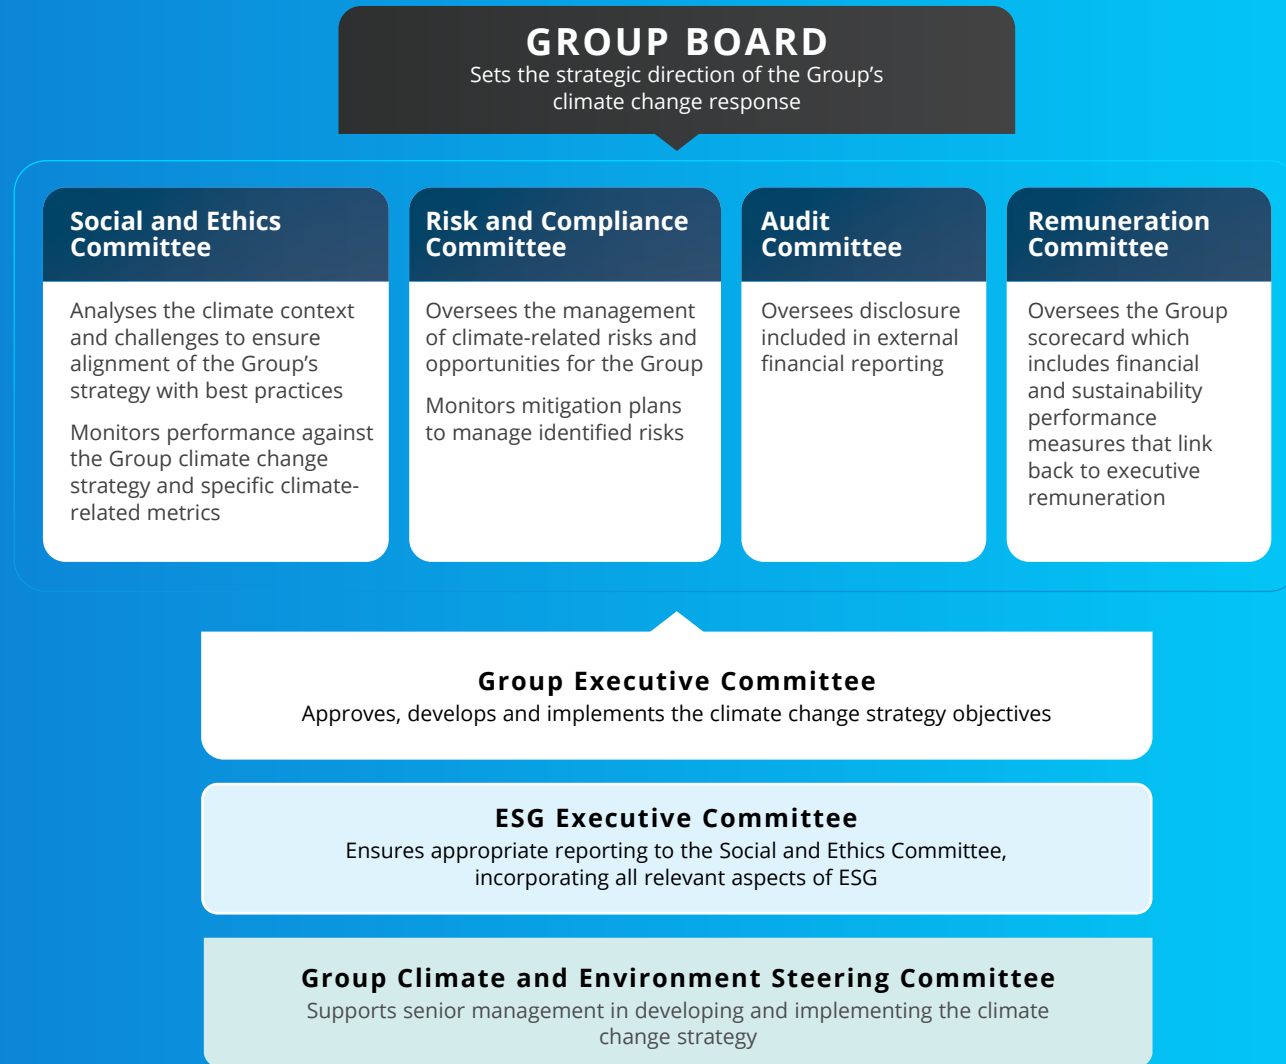 GROUP BOARD
Sets the strategic direction of the Group’s
climate change response
Social and Ethics
Committee
Analyses the climate context
and challenges to ensure
alignment of the Group’s
strategy with best practices
Monitors performance against
the Group climate change
strategy and specific climate-
related metrics
Risk and Compliance
Committee
Oversees the management
of climate-related risks and
opportunities for the Group
Monitors mitigation plans
to manage identified risks
Audit
Committee
Oversees disclosure
included in external
financial reporting
Remuneration
Committee
Oversees the Group
scorecard which
includes financial
and sustainability
performance
measures that link
back to executive
remuneration
Group Executive Committee
Approves, develops and implements the climate change strategy objectives
ESG Executive Committee
Ensures appropriate reporting to the Social and Ethics Committee,
incorporating all relevant aspects of ESG
Group Climate and Environment Steering Committee
Supports senior management in developing and implementing the climate
change strategy